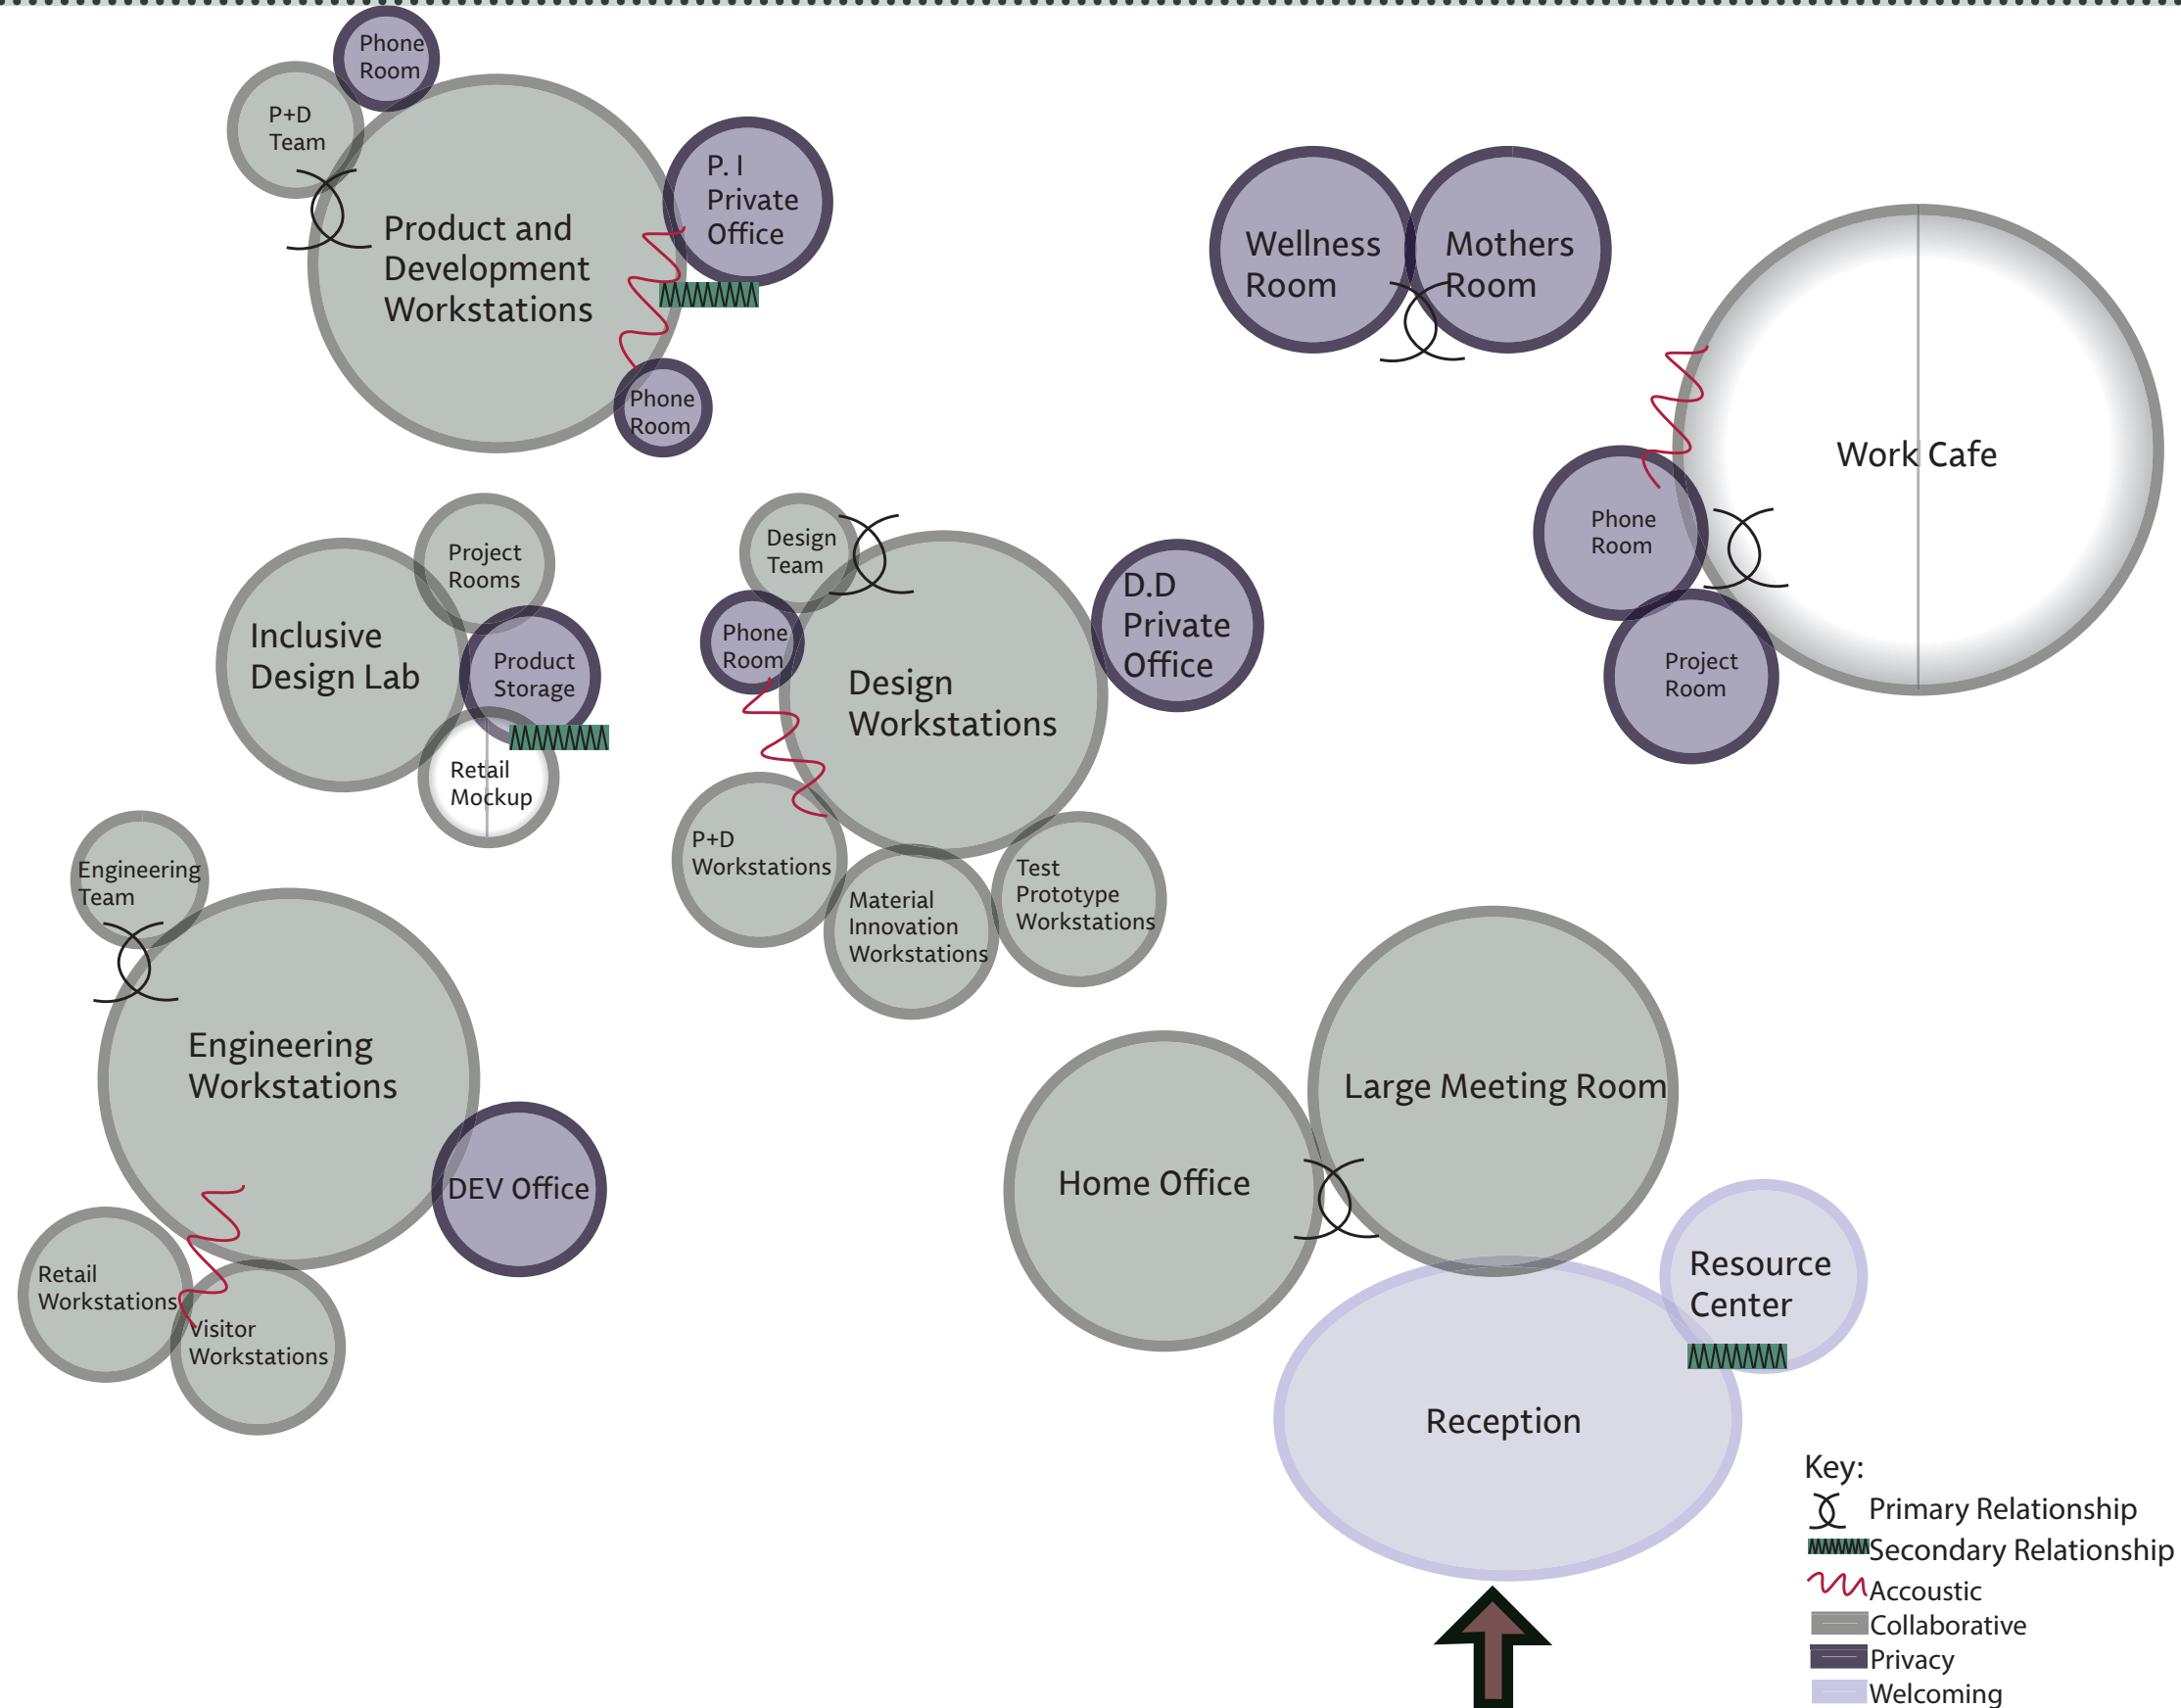 Phone
Room
P+D
Team
P. I
Private
Office
Product and
Development
Workstations
Phone
Room
Wellness
Room
Mothers
Room
Work Cafe
Phone
Room
Project
Room
Project
Rooms
Inclusive
Design Lab
Product
Storage
Retail
Mockup
Design
Team
Phone
Room
D.D
Private
Office
Design
Workstations
P+D
Workstations
Material
Innovation
Workstations
Test
Prototype
Workstations
Engineering
Team
Engineering
Workstations
DEV Office
Retail
Workstations
Visitor
Workstations
Large Meeting Room
Home Office
Resource
Center
Reception
Key:
Primary Relationship
Secondary Relationship
Accoustic
Collaborative
Privacy
Welcoming